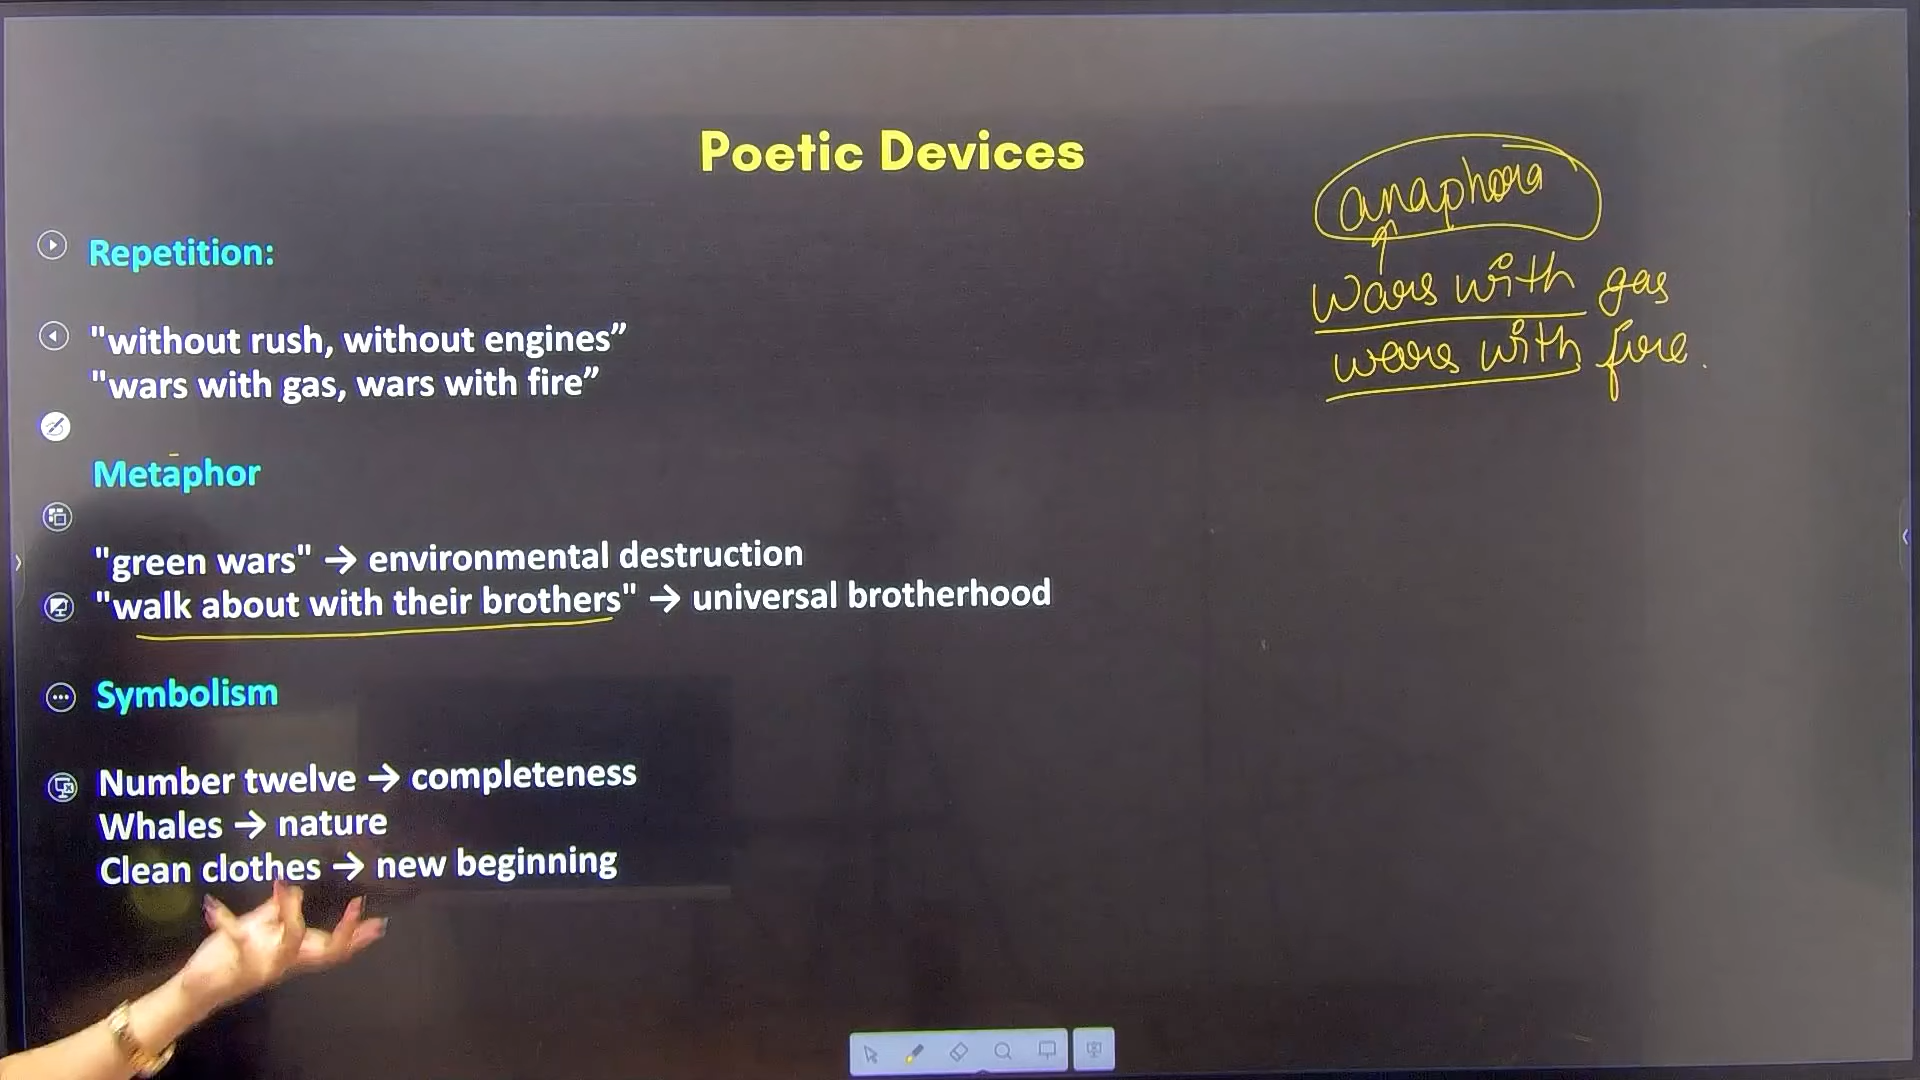 Poetic Devices
anaphora
wars with gas
wars with fire.
Repetition:
"without rush, without engines”
"wars with gas, wars with fire”
Metaphor
"green wars" → environmental destruction
"walk about with their brothers" → universal brotherhood
Symbolism
Number twelve → completeness
Whales → nature
Clean clothes → new beginning